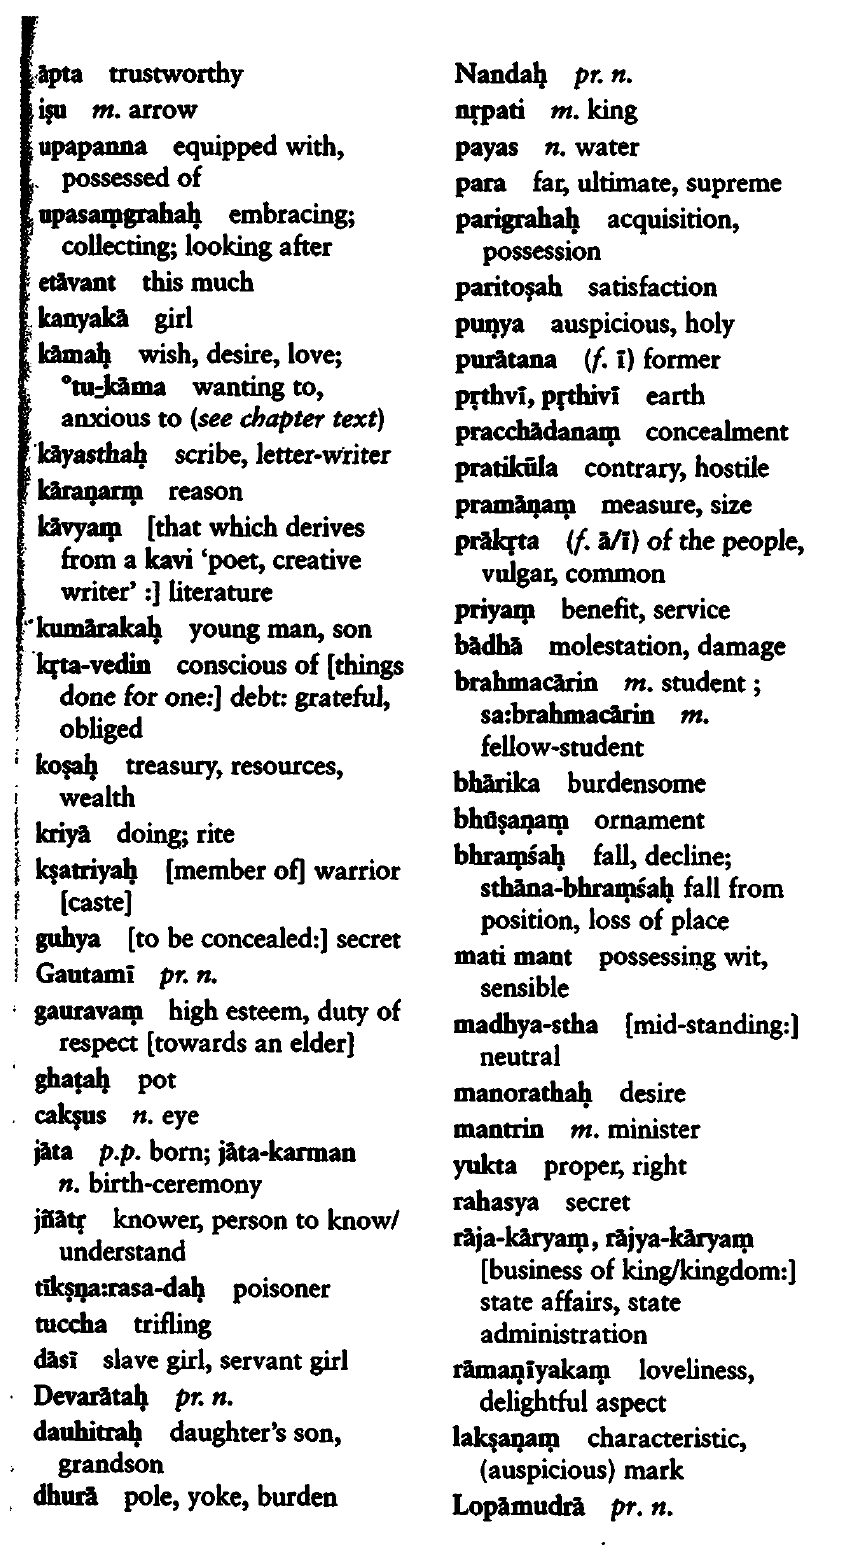 āpta trustworthy
iṣu m. arrow
upapanna equipped with,
possessed of
upasaṃgrahaḥ embracing;
collecting; looking after
etāvant this much
kanyakā girl
kāmaḥ wish, desire, love;
°tu-kāma wanting to,
anxious to (see chapter text)
kāyasthaḥ scribe, letter-writer
kāraṇarṃ reason
kāvyaṃ [that which derives
from a kavi ‘poet, creative
writer’ :] literature
kumārakaḥ young man, son
kṛta-vedin conscious of [things
done for one:] debt: grateful,
obliged
koṣaḥ treasury, resources,
wealth
kriyā doing; rite
kṣatriyaḥ [member of] warrior
[caste]
guhya [to be concealed:] secret
Gautamī pr. n.
gauravaṃ high esteem, duty of
respect [towards an elder]
ghaṭaḥ pot
cakṣus n. eye
jāta p.p. born; jāta-karman
n. birth-ceremony
jñātṛ knower, person to know/
understand
tīkṣṇa:rasa-daḥ poisoner
tuccha trifling
dāsī slave girl, servant girl
Devarātaḥ pr. n.
dauhitraḥ daughter’s son,
grandson
dhurā pole, yoke, burden
Nandaḥ pr. n.
nṛpati m. king
payas n. water
para far, ultimate, supreme
parigrahaḥ acquisition,
possession
paritoṣah satisfaction
puṇya auspicious, holy
purātana (f. ī) former
pṛthvī, pṛthivī earth
pracchādanaṃ concealment
pratikūla contrary, hostile
pramāṇaṃ measure, size
prākṛta (f. ā/ī) of the people,
vulgar, common
priyaṃ benefit, service
bādhā molestation, damage
brahmacārin m. student ;
sa:brahmacārin m.
fellow-student
bhārika burdensome
bhūṣaṇaṃ ornament
bhraṃśaḥ fall, decline;
sthāna-bhraṃśaḥ fall from
position, loss of place
mati mant possessing wit,
sensible
madhya-stha [mid-standing:]
neutral
manorathaḥ desire
mantrin m. minister
yukta proper, right
rahasya secret
rāja-kāryaṃ, rājya-kāryaṃ
[business of king/kingdom:]
state affairs, state
administration
rāmaṇīyakaṃ loveliness,
delightful aspect
lakṣaṇaṃ characteristic,
(auspicious) mark
Lopāmudrā pr. n.